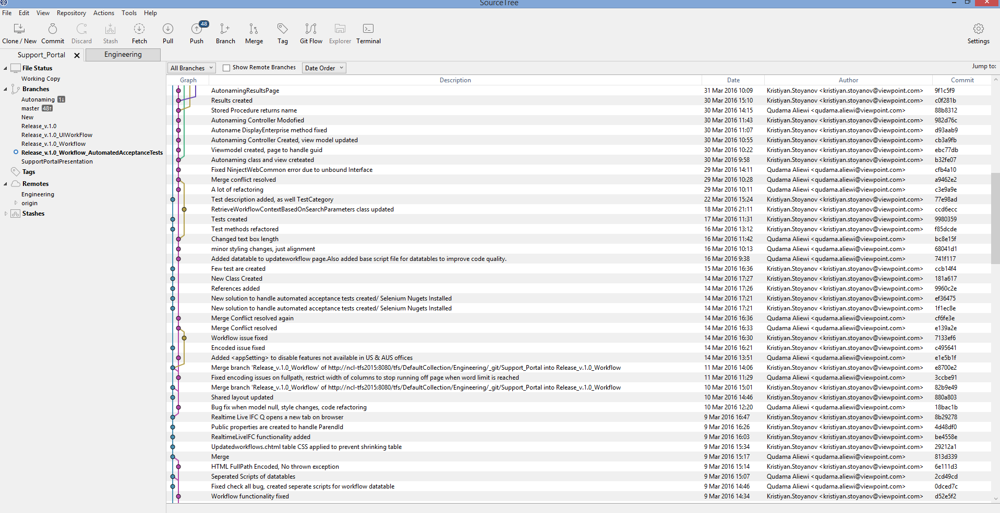 SourceTree
File Edit View Repository Actions Tools Help
48
Clone / New Commit Discard Stash Fetch Pull Push Branch Merge Tag Git Flow Explorer Terminal Settings
Support_Portal Engineering
File Status
Working Copy
Branches
Autonaming 1↓
master 48↑
New
Release_v.1.0
Release_v.1.0_UIWorkFlow
Release_v.1.0_Workflow
Release_v.1.0_Workflow_AutomatedAcceptanceTests
SupportPortalPresentation
Tags
Remotes
Engineering
origin
Stashes
All Branches Show Remote Branches Date Order Jump to:
Graph Description Date Author Commit
AutonamingResultsPage 31 Mar 2016 10:09 Kristiyan.Stoyanov <kristiyan.stoyanov@viewpoint.com> 9f1c5f9
Results created 30 Mar 2016 15:10 Kristiyan.Stoyanov <kristiyan.stoyanov@viewpoint.com> c0f281b
Stored Procedure returns name 30 Mar 2016 14:15 Qudama Aliewi <qudama.aliewi@viewpoint.com> 88b8312
Autonaming Controller Modofied 30 Mar 2016 11:43 Kristiyan.Stoyanov <kristiyan.stoyanov@viewpoint.com> 982d76c
Autoname DisplayEnterprise method fixed 30 Mar 2016 11:07 Kristiyan.Stoyanov <kristiyan.stoyanov@viewpoint.com> d93aab9
Autonaming Controller Created, view model updated 30 Mar 2016 10:55 Kristiyan.Stoyanov <kristiyan.stoyanov@viewpoint.com> cb3a9fb
Viewmodel created, page to handle guid 30 Mar 2016 10:22 Kristiyan.Stoyanov <kristiyan.stoyanov@viewpoint.com> ebc77db
Autonaming class and view creteated 30 Mar 2016 9:58 Kristiyan.Stoyanov <kristiyan.stoyanov@viewpoint.com> b32fe07
Fixed NinjectWebCommon error due to unbound Interface 29 Mar 2016 14:11 Qudama Aliewi <qudama.aliewi@viewpoint.com> cfb4a10
Merge conflict resolved 29 Mar 2016 10:28 Qudama Aliewi <qudama.aliewi@viewpoint.com> a9462e2
A lot of refactoring 29 Mar 2016 10:11 Qudama Aliewi <qudama.aliewi@viewpoint.com> c3e9a9e
Test description added, as well TestCategory 22 Mar 2016 15:24 Kristiyan.Stoyanov <kristiyan.stoyanov@viewpoint.com> 77e98ad
RetrieveWorkflowContextBasedOnSearchParameters class updated 18 Mar 2016 21:11 Kristiyan.Stoyanov <kristiyan.stoyanov@viewpoint.com> ccd6ecc
Tests created 17 Mar 2016 11:31 Kristiyan.Stoyanov <kristiyan.stoyanov@viewpoint.com> 9980359
Test methods refactored 16 Mar 2016 13:12 Kristiyan.Stoyanov <kristiyan.stoyanov@viewpoint.com> f85dcde
Changed text box length 16 Mar 2016 11:42 Qudama Aliewi <qudama.aliewi@viewpoint.com> bc8e15f
minor styling changes, just alignment 16 Mar 2016 10:13 Qudama Aliewi <qudama.aliewi@viewpoint.com> 68041d1
Added datatable to updateworkflow page.Also added base script file for datatables to improve code quality. 16 Mar 2016 9:38 Qudama Aliewi <qudama.aliewi@viewpoint.com> 741f117
Few test are created 15 Mar 2016 16:36 Kristiyan.Stoyanov <kristiyan.stoyanov@viewpoint.com> ccb14f4
New Class Created 14 Mar 2016 17:27 Kristiyan.Stoyanov <kristiyan.stoyanov@viewpoint.com> 181a617
References added 14 Mar 2016 17:26 Kristiyan.Stoyanov <kristiyan.stoyanov@viewpoint.com> 9960c2e
New solution to handle automated acceptance tests created/ Selenium Nugets Installed 14 Mar 2016 17:21 Kristiyan.Stoyanov <kristiyan.stoyanov@viewpoint.com> ef36475
New solution to handle automated acceptance tests created/ Selenium Nugets Installed 14 Mar 2016 17:21 Kristiyan.Stoyanov <kristiyan.stoyanov@viewpoint.com> 1f1ec8e
Merge Conflict resolved again 14 Mar 2016 16:36 Qudama Aliewi <qudama.aliewi@viewpoint.com> cf6fe3e
Merge Conflict resolved 14 Mar 2016 16:33 Qudama Aliewi <qudama.aliewi@viewpoint.com> e139a2e
Workflow issue fixed 14 Mar 2016 16:30 Kristiyan.Stoyanov <kristiyan.stoyanov@viewpoint.com> 7133ef6
Encoded issue fixed 14 Mar 2016 16:21 Kristiyan.Stoyanov <kristiyan.stoyanov@viewpoint.com> c495641
Added <appSetting> to disable features not available in US & AUS offices 14 Mar 2016 13:51 Qudama Aliewi <qudama.aliewi@viewpoint.com> e1e5b1f
Merge branch 'Release_v.1.0_Workflow' of http://ncl-tfs2015:8080/tfs/DefaultCollection/Engineering/_git/Support_Portal into Release_v.1.0_Workflow 11 Mar 2016 14:06 Kristiyan.Stoyanov <kristiyan.stoyanov@viewpoint.com> e8700e2
Fixed encoding issues on fullpath, restrict width of columns to stop running off page when word limit is reached 11 Mar 2016 11:29 Qudama Aliewi <qudama.aliewi@viewpoint.com> 3ccbe91
Merge branch 'Release_v.1.0_Workflow' of http://ncl-tfs2015:8080/tfs/DefaultCollection/Engineering/_git/Support_Portal into Release_v.1.0_Workflow 10 Mar 2016 15:01 Kristiyan.Stoyanov <kristiyan.stoyanov@viewpoint.com> 82b9e49
Shared layout updated 10 Mar 2016 14:46 Kristiyan.Stoyanov <kristiyan.stoyanov@viewpoint.com> 880a803
Bug fix when model null, style changes, code refactoring 10 Mar 2016 12:20 Qudama Aliewi <qudama.aliewi@viewpoint.com> 18bac1b
Realtime Live IFC Q opens a new tab on browser 9 Mar 2016 16:47 Kristiyan.Stoyanov <kristiyan.stoyanov@viewpoint.com> 8b29278
Public properties are created to handle ParendId 9 Mar 2016 16:26 Kristiyan.Stoyanov <kristiyan.stoyanov@viewpoint.com> 4d48df0
RealtimeLiveIFC functionality added 9 Mar 2016 16:03 Kristiyan.Stoyanov <kristiyan.stoyanov@viewpoint.com> be4558e
Updatedworkflows.chtml table CSS applied to prevent shrinking table 9 Mar 2016 15:34 Kristiyan.Stoyanov <kristiyan.stoyanov@viewpoint.com> 29212a1
Merge 9 Mar 2016 15:17 Qudama Aliewi <qudama.aliewi@viewpoint.com> 813d339
HTML FullPath Encoded, No thrown exception 9 Mar 2016 15:14 Kristiyan.Stoyanov <kristiyan.stoyanov@viewpoint.com> 6e111d3
Seperated Scripts of datatables 9 Mar 2016 15:07 Qudama Aliewi <qudama.aliewi@viewpoint.com> 2cd49cd
Fixed check all bug, created seperate scripts for workflow datatable 9 Mar 2016 14:46 Qudama Aliewi <qudama.aliewi@viewpoint.com> 0dced7c
Workflow functionality fixed 9 Mar 2016 14:34 Kristiyan.Stoyanov <kristiyan.stoyanov@viewpoint.com> d52e5f2